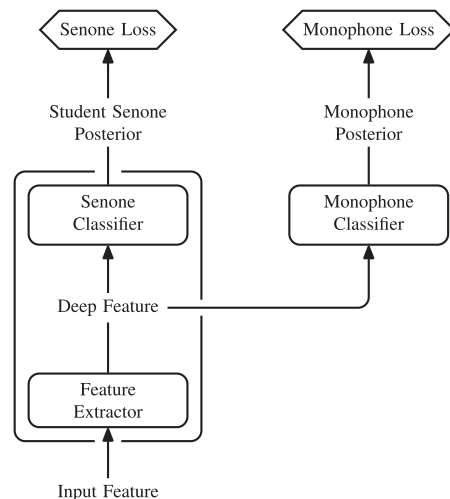 Senone Loss
Monophone Loss
Student Senone
Posterior
Monophone
Posterior
Senone
Classifier
Monophone
Classifier
Deep Feature
Feature
Extractor
Input Feature